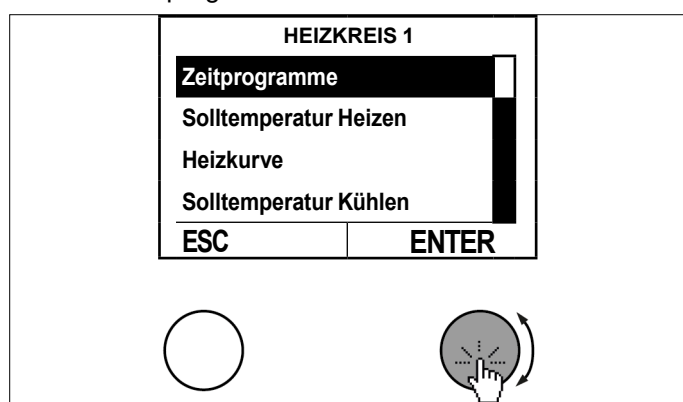 HEIZKREIS 1
Zeitprogramme
Solltemperatur Heizen
Heizkurve
Solltemperatur Kühlen
ESC ENTER